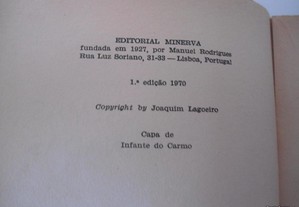 EDITORIAL MINERVA
fundada em 1927, por Manuel Rodrigues
Rua Luz Soriano, 31-33 — Lisboa, Portugal
1.ª edição 1970
Copyright by Joaquim Lagoeiro
Capa de
Infante do Carmo